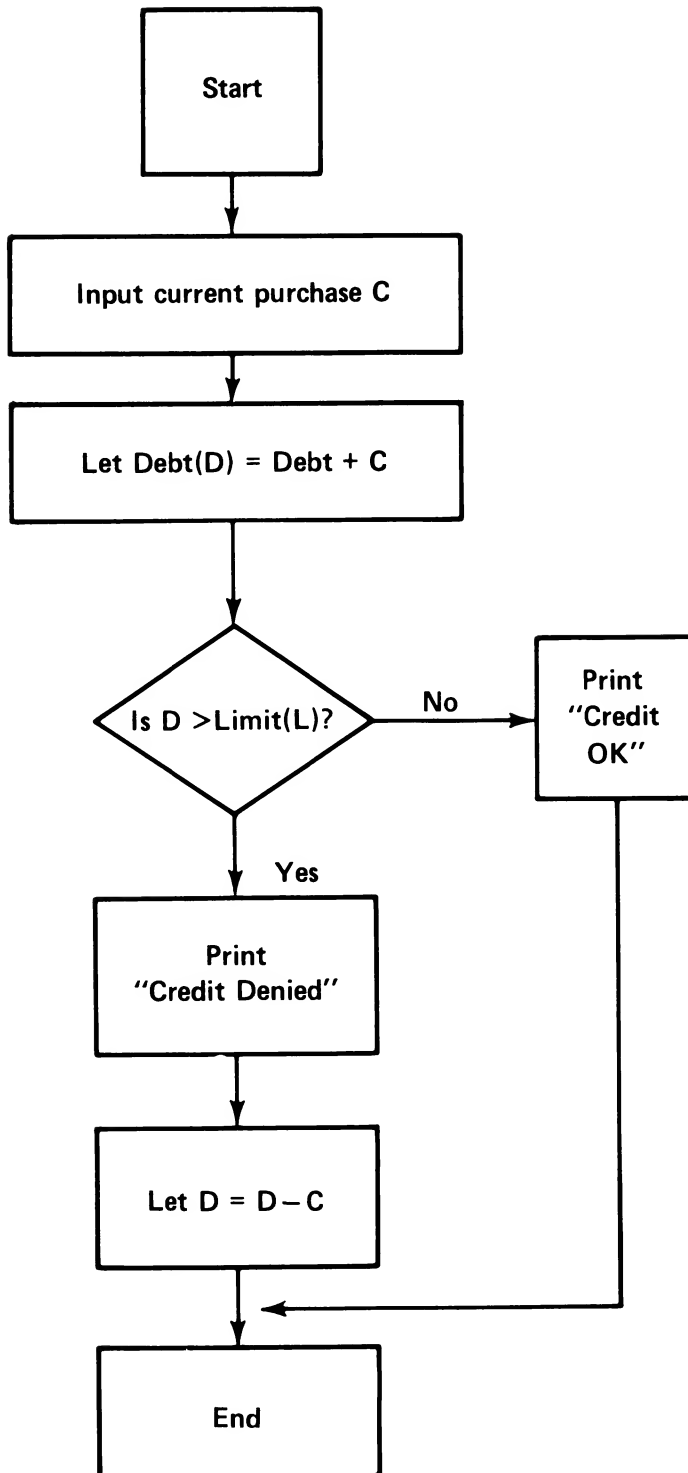 Start
Input current purchase C
Let Debt(D) = Debt + C
Is D >Limit(L)?
No
Print
“Credit
OK”
Yes
Print
“Credit Denied”
Let D = D – C
End